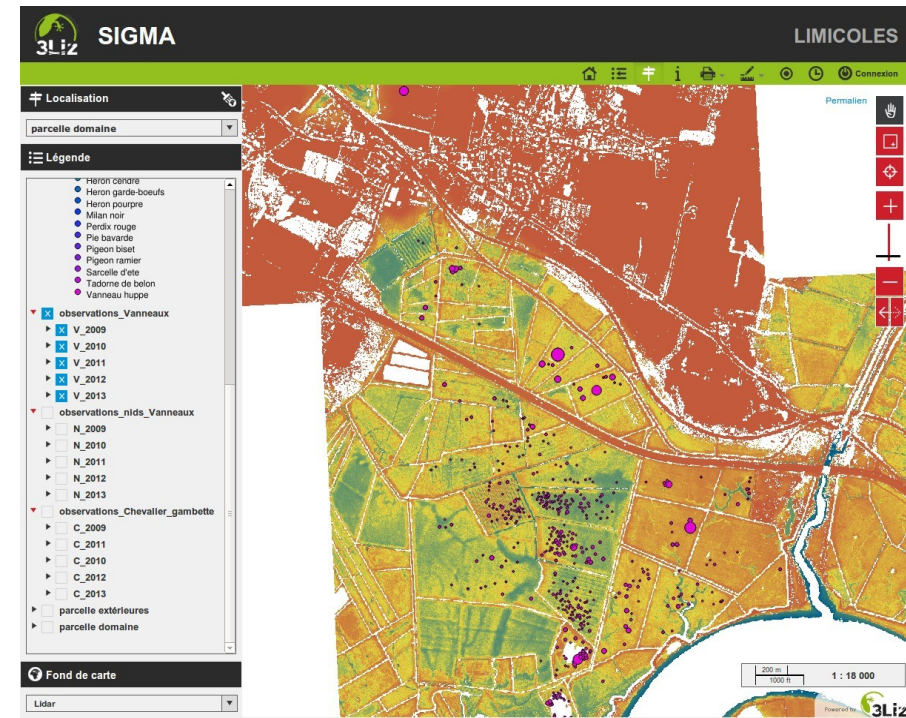 3Liz
SIGMA
LIMICOLES
Connexion
Localisation
parcelle domaine
Permalien
Légende
Heron cendre
Heron garde-boeufs
Heron pourpre
Milan noir
Perdix rouge
Pie bavarde
Pigeon biset
Pigeon ramier
Sarcelle d'ete
Tadorne de belon
Vanneau huppe
observations_Vanneaux
V_2009
V_2010
V_2011
V_2012
V_2013
observations_nids_Vanneaux
N_2009
N_2010
N_2011
N_2012
N_2013
observations_Chevalier_gambette
C_2009
C_2011
C_2010
C_2012
C_2013
parcelle extérieures
parcelle domaine
Fond de carte
Lidar
200 m
1000 ft
1 : 18 000
Powered by 3Liz